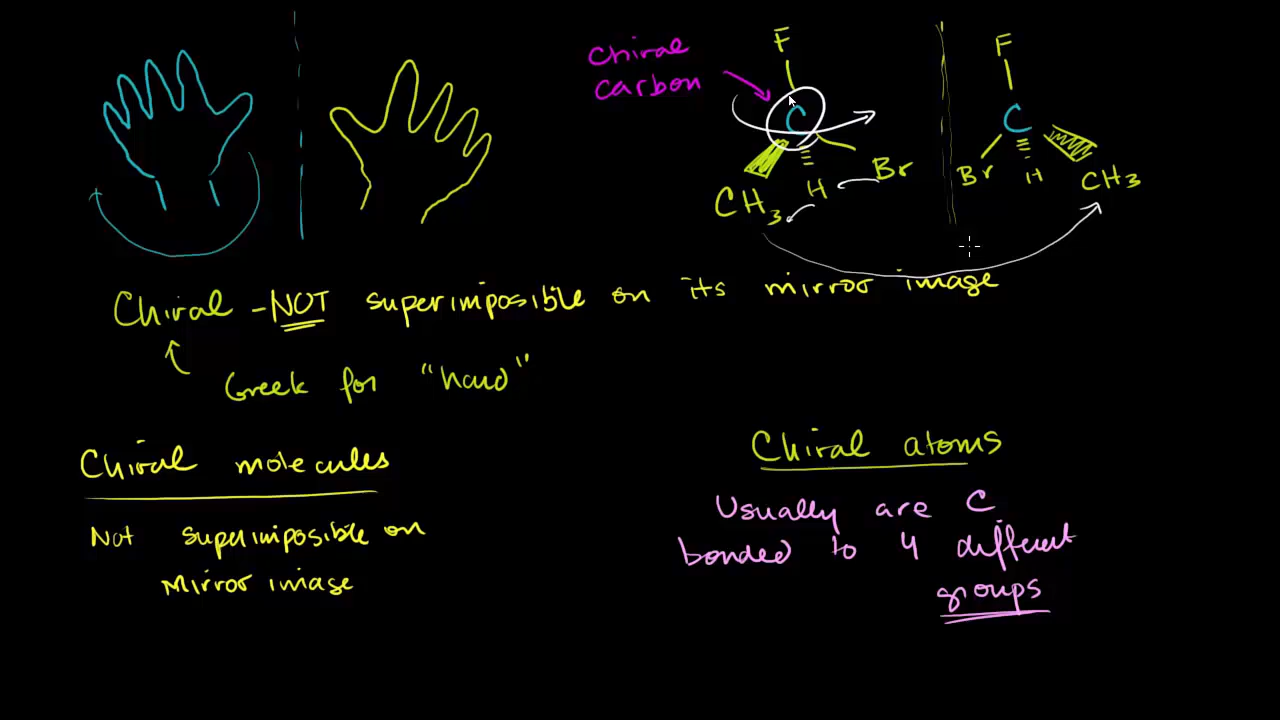 Chiral
carbon
F
C
CH3
H
Br
F
C
Br
H
CH3
Chiral - NOT superimposible on its mirror image
Greek for "hand"
Chiral molecules
Not superimposible on
Mirror image
Chiral atoms
Usually are C
bonded to 4 different
groups